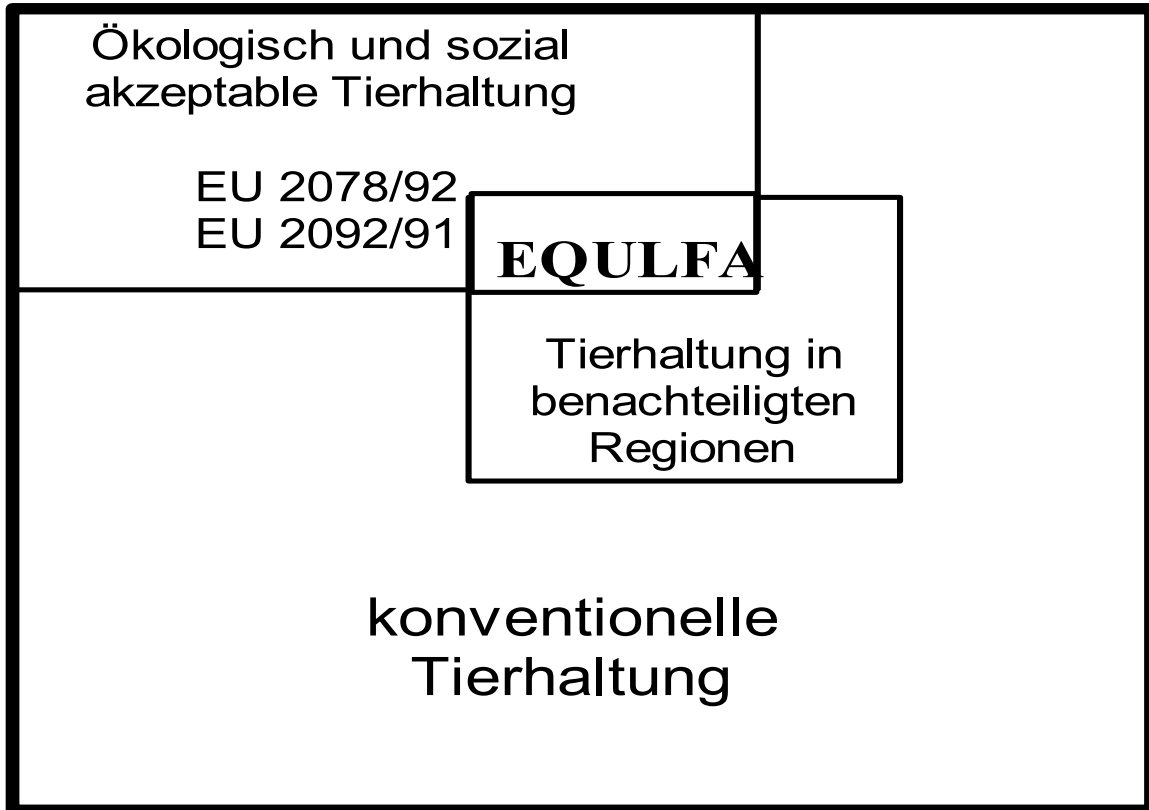 Ökologisch und sozial
akzeptable Tierhaltung
EU 2078/92
EU 2092/91
EQULFA
Tierhaltung in
benachteiligten
Regionen
konventionelle
Tierhaltung